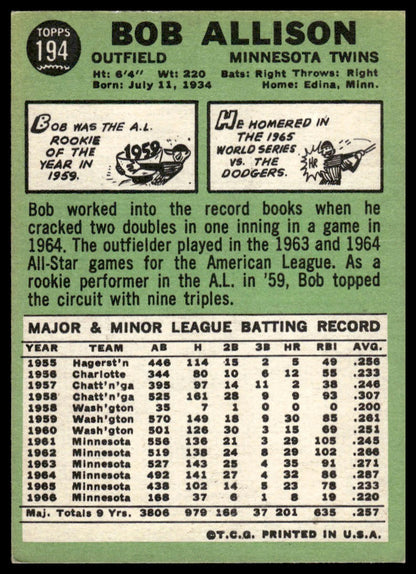 TOPPS
194
BOB ALLISON
OUTFIELD MINNESOTA TWINS
Ht: 6'4" Wt: 220 Bats: Right Throws: Right
Born: July 11, 1934 Home: Edina, Minn.
BOB WAS THE A.L.
ROOKIE
OF THE
YEAR IN
1959.
1959
HE HOMERED IN
THE 1965
WORLD SERIES
VS. THE
DODGERS.
HR
Bob worked into the record books when he
cracked two doubles in one inning in a game in
1964. The outfielder played in the 1963 and 1964
All-Star games for the American League. As a
rookie performer in the A.L. in '59, Bob topped
the circuit with nine triples.
MAJOR & MINOR LEAGUE BATTING RECORD
YEAR TEAM AB H 2B 3B HR RBI AVG.
1955 Hagerst'n 446 114 15 2 5 49 .256
1956 Charlotte 344 80 10 6 12 55 .233
1957 Chatt'n'ga 395 97 14 11 2 38 .246
1958 Chatt'n'ga 525 161 28 9 9 93 .307
1958 Wash'gton 35 7 1 0 0 0 .200
1959 Wash'gton 570 149 18 9 30 85 .261
1960 Wash'gton 501 126 30 3 15 69 .251
1961 Minnesota 556 136 21 3 29 105 .245
1962 Minnesota 519 138 24 8 29 102 .266
1963 Minnesota 527 143 25 4 35 91 .271
1964 Minnesota 492 141 27 4 32 86 .287
1965 Minnesota 438 102 14 5 23 78 .233
1966 Minnesota 168 37 6 1 8 19 .220
Maj. Totals 9 Yrs. 3806 979 166 37 201 635 .257
©T.C.G. PRINTED IN U.S.A.